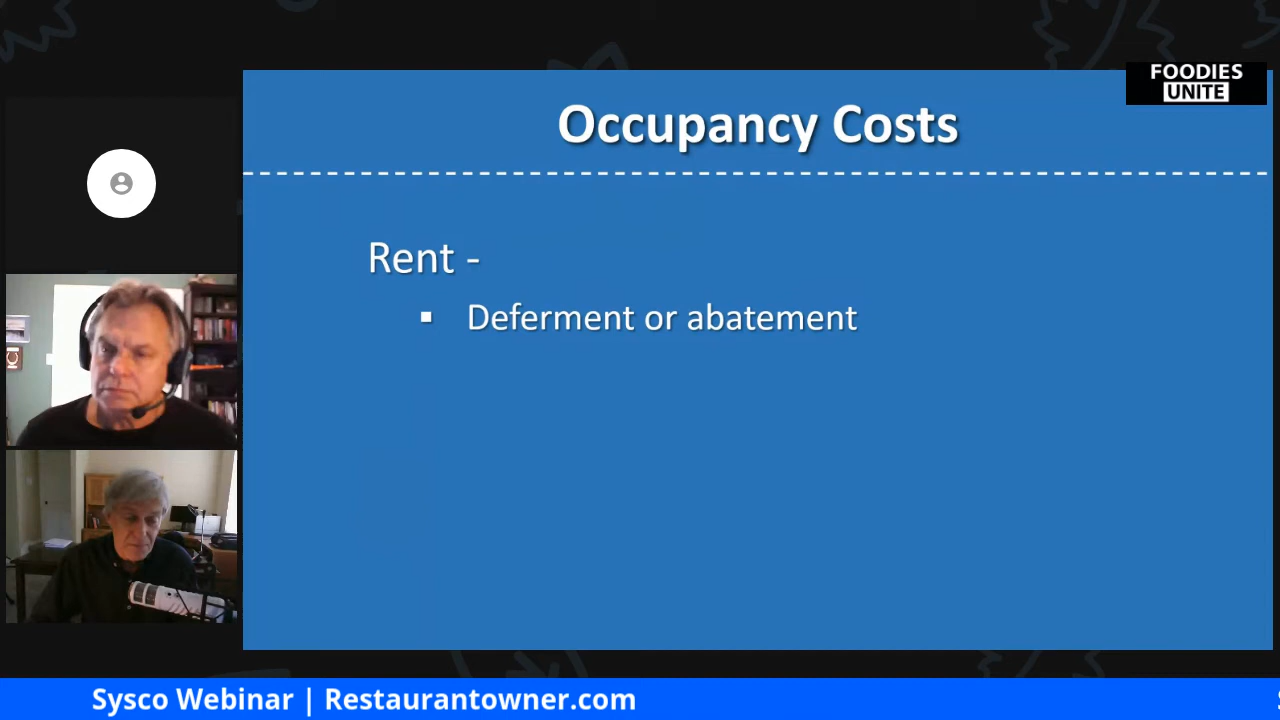 FOODIES
UNITE
Occupancy Costs
Rent -
▪ Deferment or abatement
Sysco Webinar | Restaurantowner.com